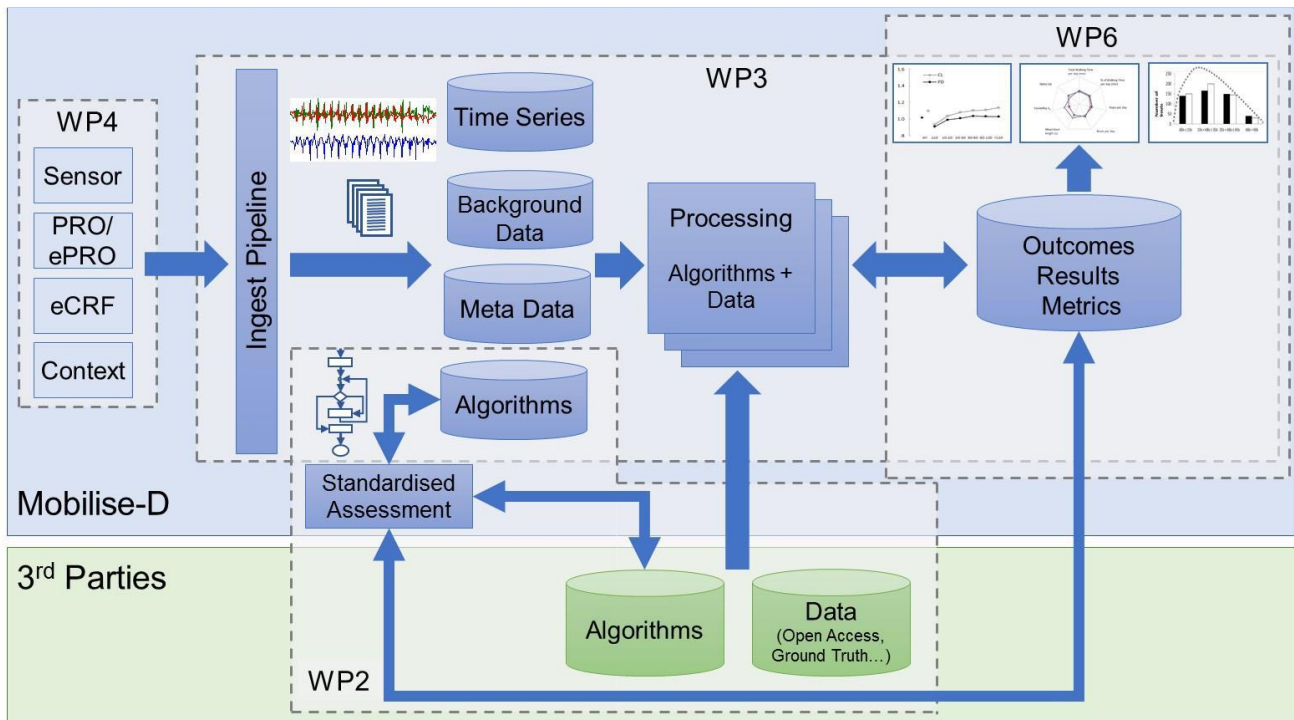 WP6
WP3
WP4
Sensor
PRO/
ePRO
eCRF
Context
Ingest Pipeline
Time Series
Background
Data
Meta Data
Algorithms
Processing
Algorithms +
Data
Outcomes
Results
Metrics
Standardised
Assessment
Mobilise-D
3rd Parties
Algorithms
Data
(Open Access,
Ground Truth...)
WP2